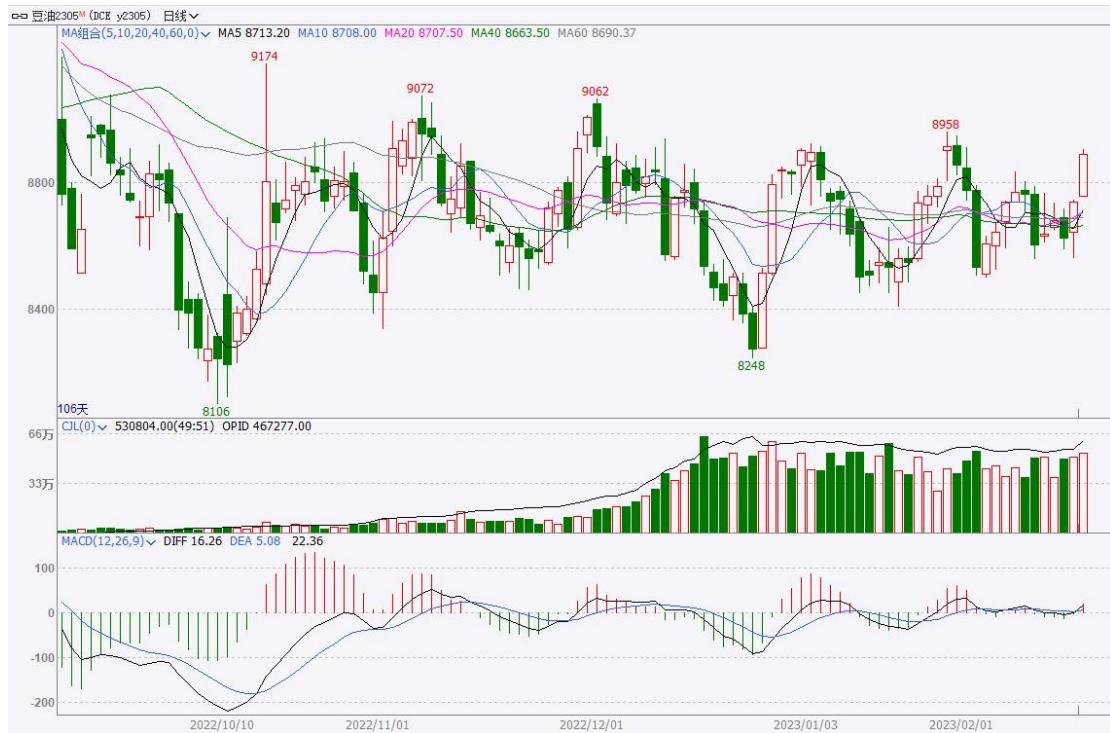 豆油2305M (DCE y2305) 日线
MA组合(5,10,20,40,60,0) MA5 8713.20 MA10 8708.00 MA20 8707.50 MA40 8663.50 MA60 8690.37
9174
9072
9062
8958
8800
8400
8248
106天
8106
CJL(0) 530804.00(49:51) OPID 467277.00
66万
33万
MACD(12,26,9) DIFF 16.26 DEA 5.08 22.36
100
0
-100
-200
2022/10/10 2022/11/01 2022/12/01 2023/01/03 2023/02/01